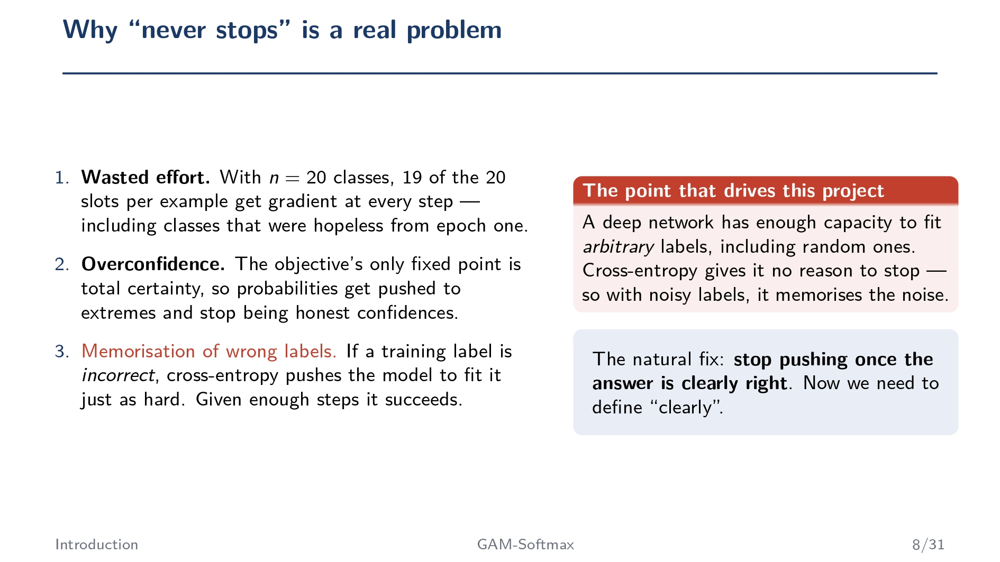 Why “never stops” is a real problem
1. Wasted effort. With n = 20 classes, 19 of the 20
slots per example get gradient at every step —
including classes that were hopeless from epoch one.
2. Overconfidence. The objective’s only fixed point is
total certainty, so probabilities get pushed to
extremes and stop being honest confidences.
3. Memorisation of wrong labels. If a training label is
incorrect, cross-entropy pushes the model to fit it
just as hard. Given enough steps it succeeds.
The point that drives this project
A deep network has enough capacity to fit
arbitrary labels, including random ones.
Cross-entropy gives it no reason to stop —
so with noisy labels, it memorises the noise.
The natural fix: stop pushing once the
answer is clearly right. Now we need to
define “clearly”.
Introduction
GAM-Softmax
8/31